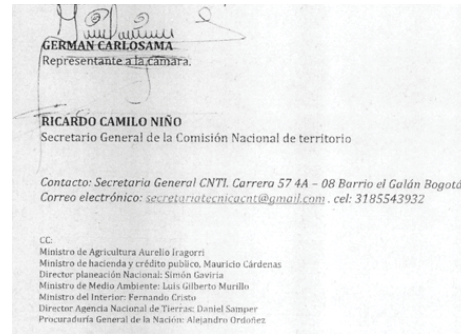 GERMAN CARLOSAMA
Representante a la cámara.
RICARDO CAMILO NIÑO
Secretario General de la Comisión Nacional de territorio
Contacto: Secretaria General CNTI. Carrera 57 4A – 08 Barrio el Galán Bogotá
Correo electrónico: secretariatecnicacnt@gmail.com . cel: 3185543932
CC:
Ministro de Agricultura Aurelio Iragorri
Ministro de hacienda y crédito publico, Mauricio Cárdenas
Director planeación Nacional: Simón Gaviria
Ministro de Medio Ambiente: Luis Gilberto Murillo
Ministro del Interior: Fernando Cristo
Director Agencia Nacional de Tierras: Daniel Samper
Procuraduría General de la Nación: Alejandro Ordoñez